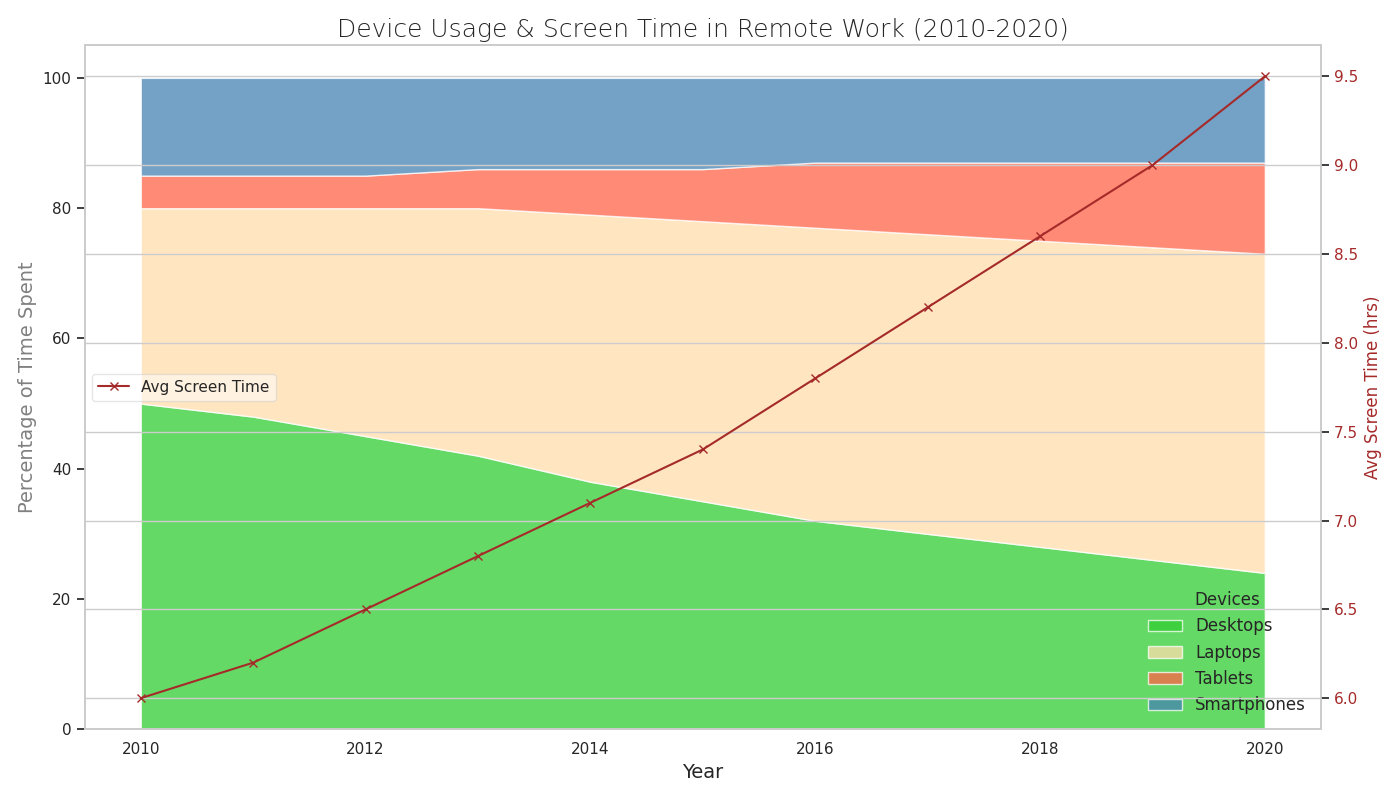 Device Usage & Screen Time in Remote Work (2010-2020)
Percentage of Time Spent
100
80
60
40
20
0
Avg Screen Time
9.5
9.0
8.5
8.0
7.5
7.0
6.5
6.0
Avg Screen Time (hrs)
Devices
Desktops
Laptops
Tablets
Smartphones
2010
2012
2014
2016
2018
2020
Year